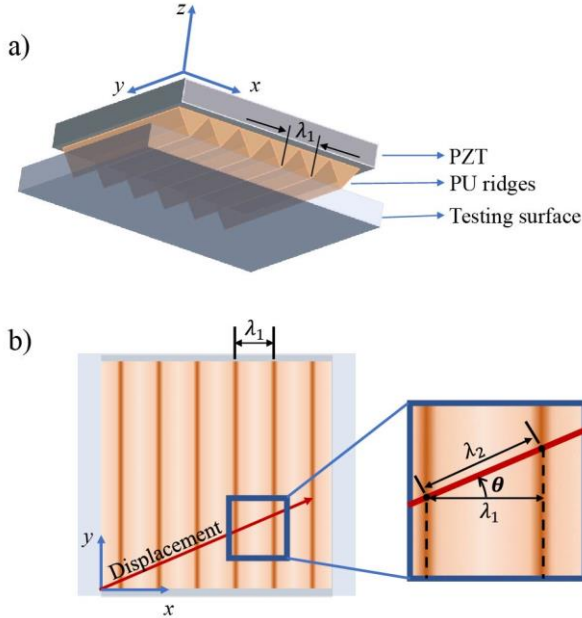 a)
z
y
x
λ₁
PZT
PU ridges
Testing surface
b)
λ₁
y
Displacement
x
λ₂
θ
λ₁